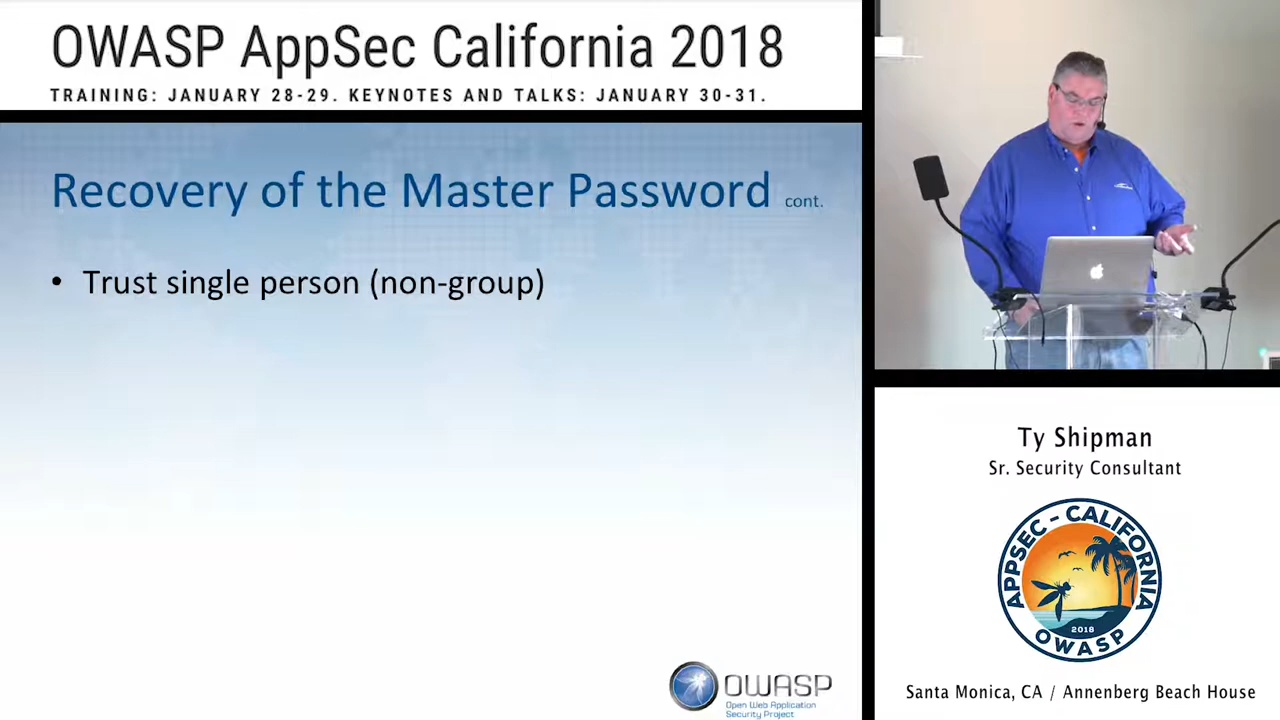 OWASP AppSec California 2018
TRAINING: JANUARY 28-29. KEYNOTES AND TALKS: JANUARY 30-31.
Recovery of the Master Password cont.
• Trust single person (non-group)
OWASP
Open Web Application
Security Project
Ty Shipman
Sr. Security Consultant
APPSEC - CALIFORNIA
2018
OWASP
Santa Monica, CA / Annenberg Beach House